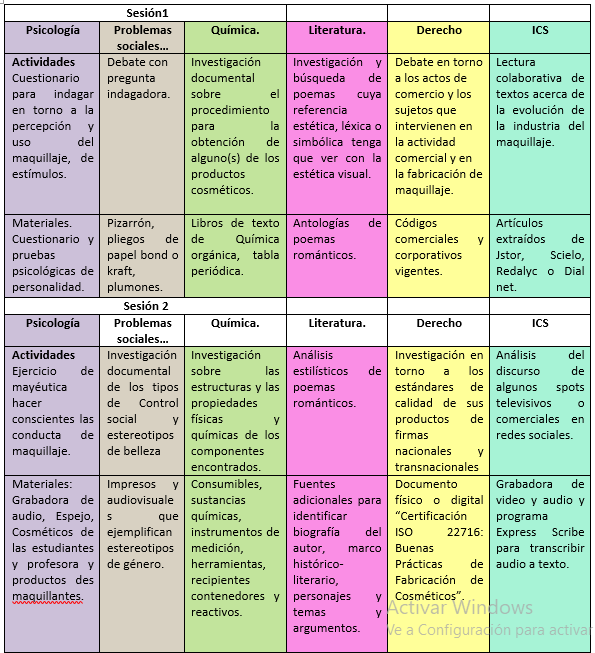 Sesión1
Psicología
Problemas
sociales…
Química.
Literatura.
Derecho
ICS
Actividades
Cuestionario
para indagar
en torno a la
percepción y
uso del
maquillaje, de
estímulos.
Debate con
pregunta
indagadora.
Investigación
documental
sobre el
procedimiento
para la
obtención de
alguno(s) de los
productos
cosméticos.
Investigación y
búsqueda de
poemas cuya
referencia
estética, léxica o
simbólica tenga
que ver con la
estética visual.
Debate en torno
a los actos de
comercio y los
sujetos que
intervienen en
la actividad
comercial y en
la fabricación de
maquillaje.
Lectura
colaborativa de
textos acerca de
la evolución de
la industria del
maquillaje.
Materiales.
Cuestionario y
pruebas
psicológicas de
personalidad.
Pizarrón,
pliegos de
papel bond o
kraft,
plumones.
Libros de texto
de Química
orgánica, tabla
periódica.
Antologías de
poemas
románticos.
Códigos
comerciales y
corporativos
vigentes.
Artículos
extraídos de
Jstor, Scielo,
Redalyc o Dial
net.
Sesión 2
Psicología
Problemas
sociales…
Química.
Literatura.
Derecho
ICS
Actividades
Ejercicio de
mayéutica
hacer
conscientes las
conducta de
maquillaje.
Investigación
documental
de los tipos
de Control
social y
estereotipos
de belleza
Investigación
sobre las
estructuras y las
propiedades
físicas y
químicas de los
componentes
encontrados.
Análisis
estilísticos de
poemas
románticos.
Investigación en
torno a los
estándares de
calidad de sus
productos de
firmas
nacionales y
transnacionales
Análisis del
discurso de
algunos spots
televisivos o
comerciales en
redes sociales.
Materiales:
Grabadora de
audio, Espejo,
Cosméticos de
las estudiantes
y profesora y
productos des
maquillantes.
Impresos y
audiovisuale
s que
ejemplifican
estereotipos
de género.
Consumibles,
sustancias
químicas,
instrumentos de
medición,
herramientas,
recipientes
contenedores y
reactivos.
Fuentes
adicionales para
identificar
biografía del
autor, marco
histórico-
literario,
personajes y
temas y
argumentos.
Documento
físico o digital
“Certificación
ISO 22716:
Buenas
Prácticas de
Fabricación de
Cosméticos”.
Grabadora de
video y audio y
programa
Express Scribe
para transcribir
audio a texto.
Activar Windows
Ve a Configuración para activar